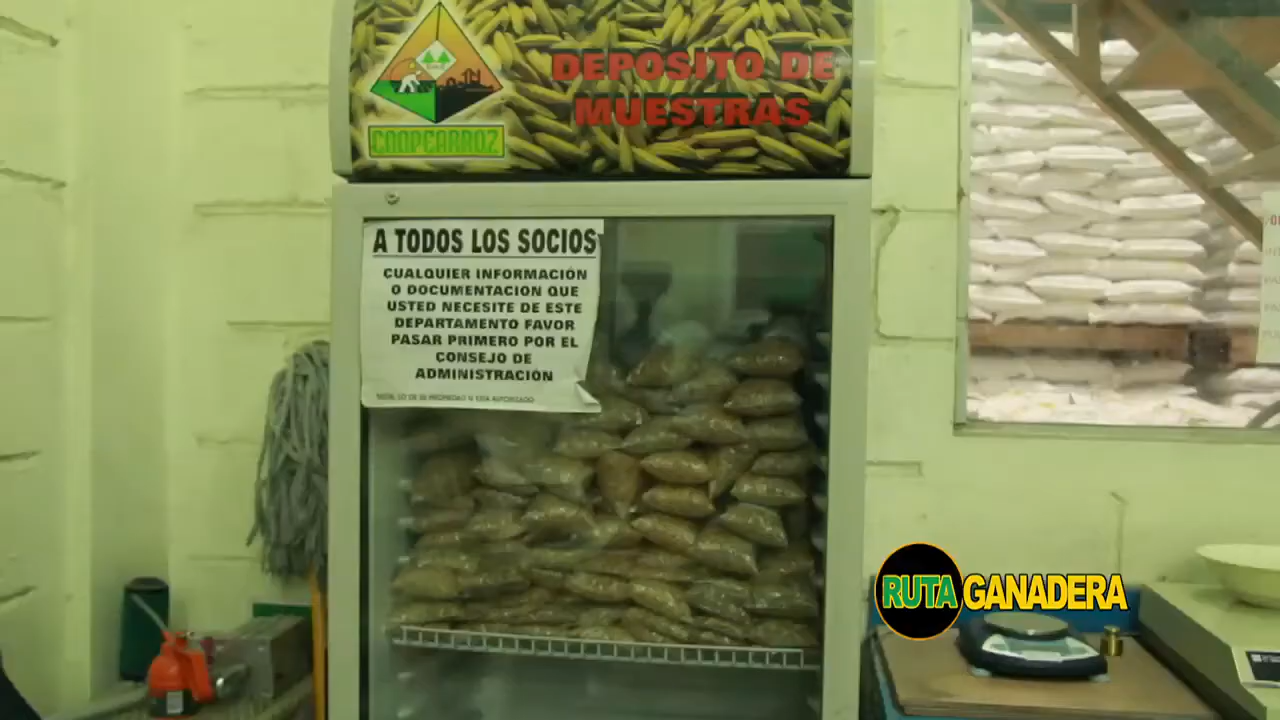 DEPOSITO DE
MUESTRAS
COOPEARROZ
A TODOS LOS SOCIOS
CUALQUIER INFORMACIÓN
O DOCUMENTACION QUE
USTED NECESITE DE ESTE
DEPARTAMENTO FAVOR
PASAR PRIMERO POR EL
CONSEJO DE
ADMINISTRACIÓN
RUTA GANADERA